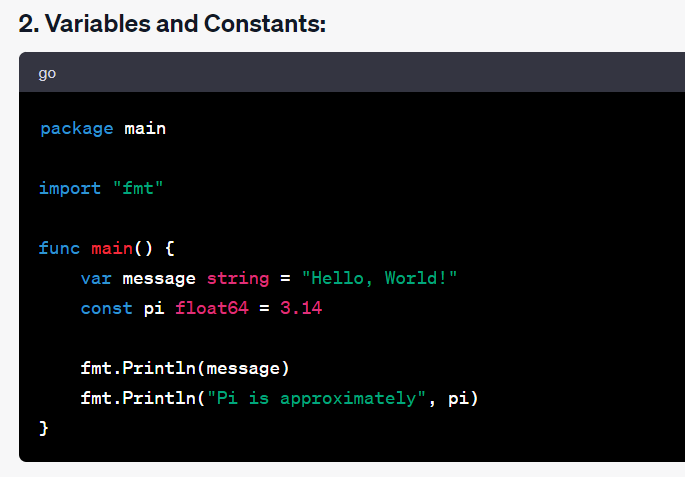 2. Variables and Constants:
go
package main
import "fmt"
func main() {
var message string = "Hello, World!"
const pi float64 = 3.14
fmt.Println(message)
fmt.Println("Pi is approximately", pi)
}